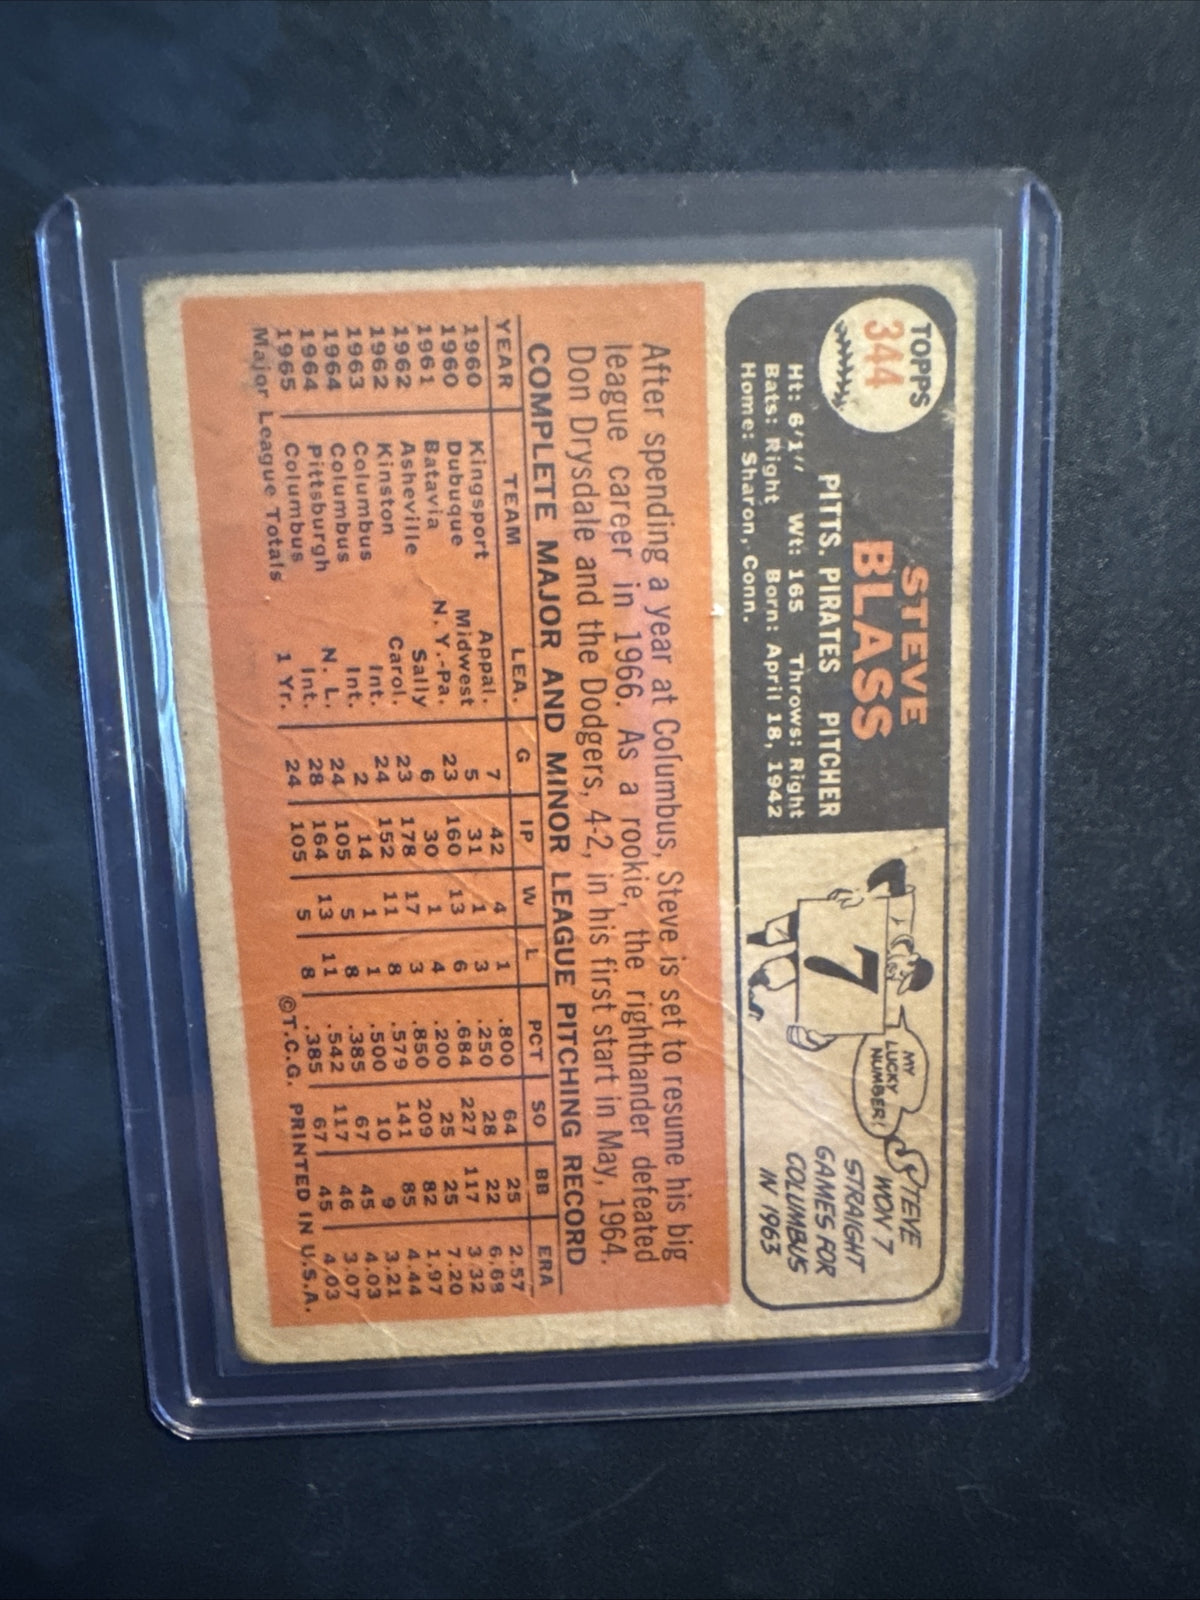 TOPPS
344
STEVE
BLASS
PITTS. PIRATES PITCHER
Ht: 6'1" Wt: 165 Throws: Right
Bats: Right Born: April 18, 1942
Home: Sharon, Conn.
7
MY
LUCKY
NUMBER!
STEVE
WON 7
STRAIGHT
GAMES FOR
COLUMBUS
IN 1963
After spending a year at Columbus, Steve is set to resume his big
league career in 1966. As a rookie, the righthander defeated
Don Drysdale and the Dodgers, 4-2, in his first start in May, 1964.
COMPLETE MAJOR AND MINOR LEAGUE PITCHING RECORD
YEAR TEAM LEA. G IP W L PCT SO BB ERA
1960 Kingsport Appal. 7 42 4 1 .800 64 25 2.57
1960 Dubuque Midwest 5 31 1 3 .250 28 22 6.68
1961 Batavia N. Y.-Pa. 23 160 13 6 .684 227 117 3.32
1962 Asheville Sally 6 30 1 4 .200 25 25 7.20
1962 Kinston Carol. 23 178 17 3 .850 209 82 1.97
1963 Columbus Int. 24 152 11 8 .579 141 85 4.44
1964 Columbus Int. 2 14 1 1 .500 10 9 3.21
1964 Pittsburgh N. L. 24 105 5 8 .385 67 45 4.03
1965 Columbus Int. 28 164 13 11 .542 117 46 3.07
Major League Totals 1 Yr. 24 105 5 8 .385 67 45 4.03
©T.C.G. PRINTED IN U.S.A.